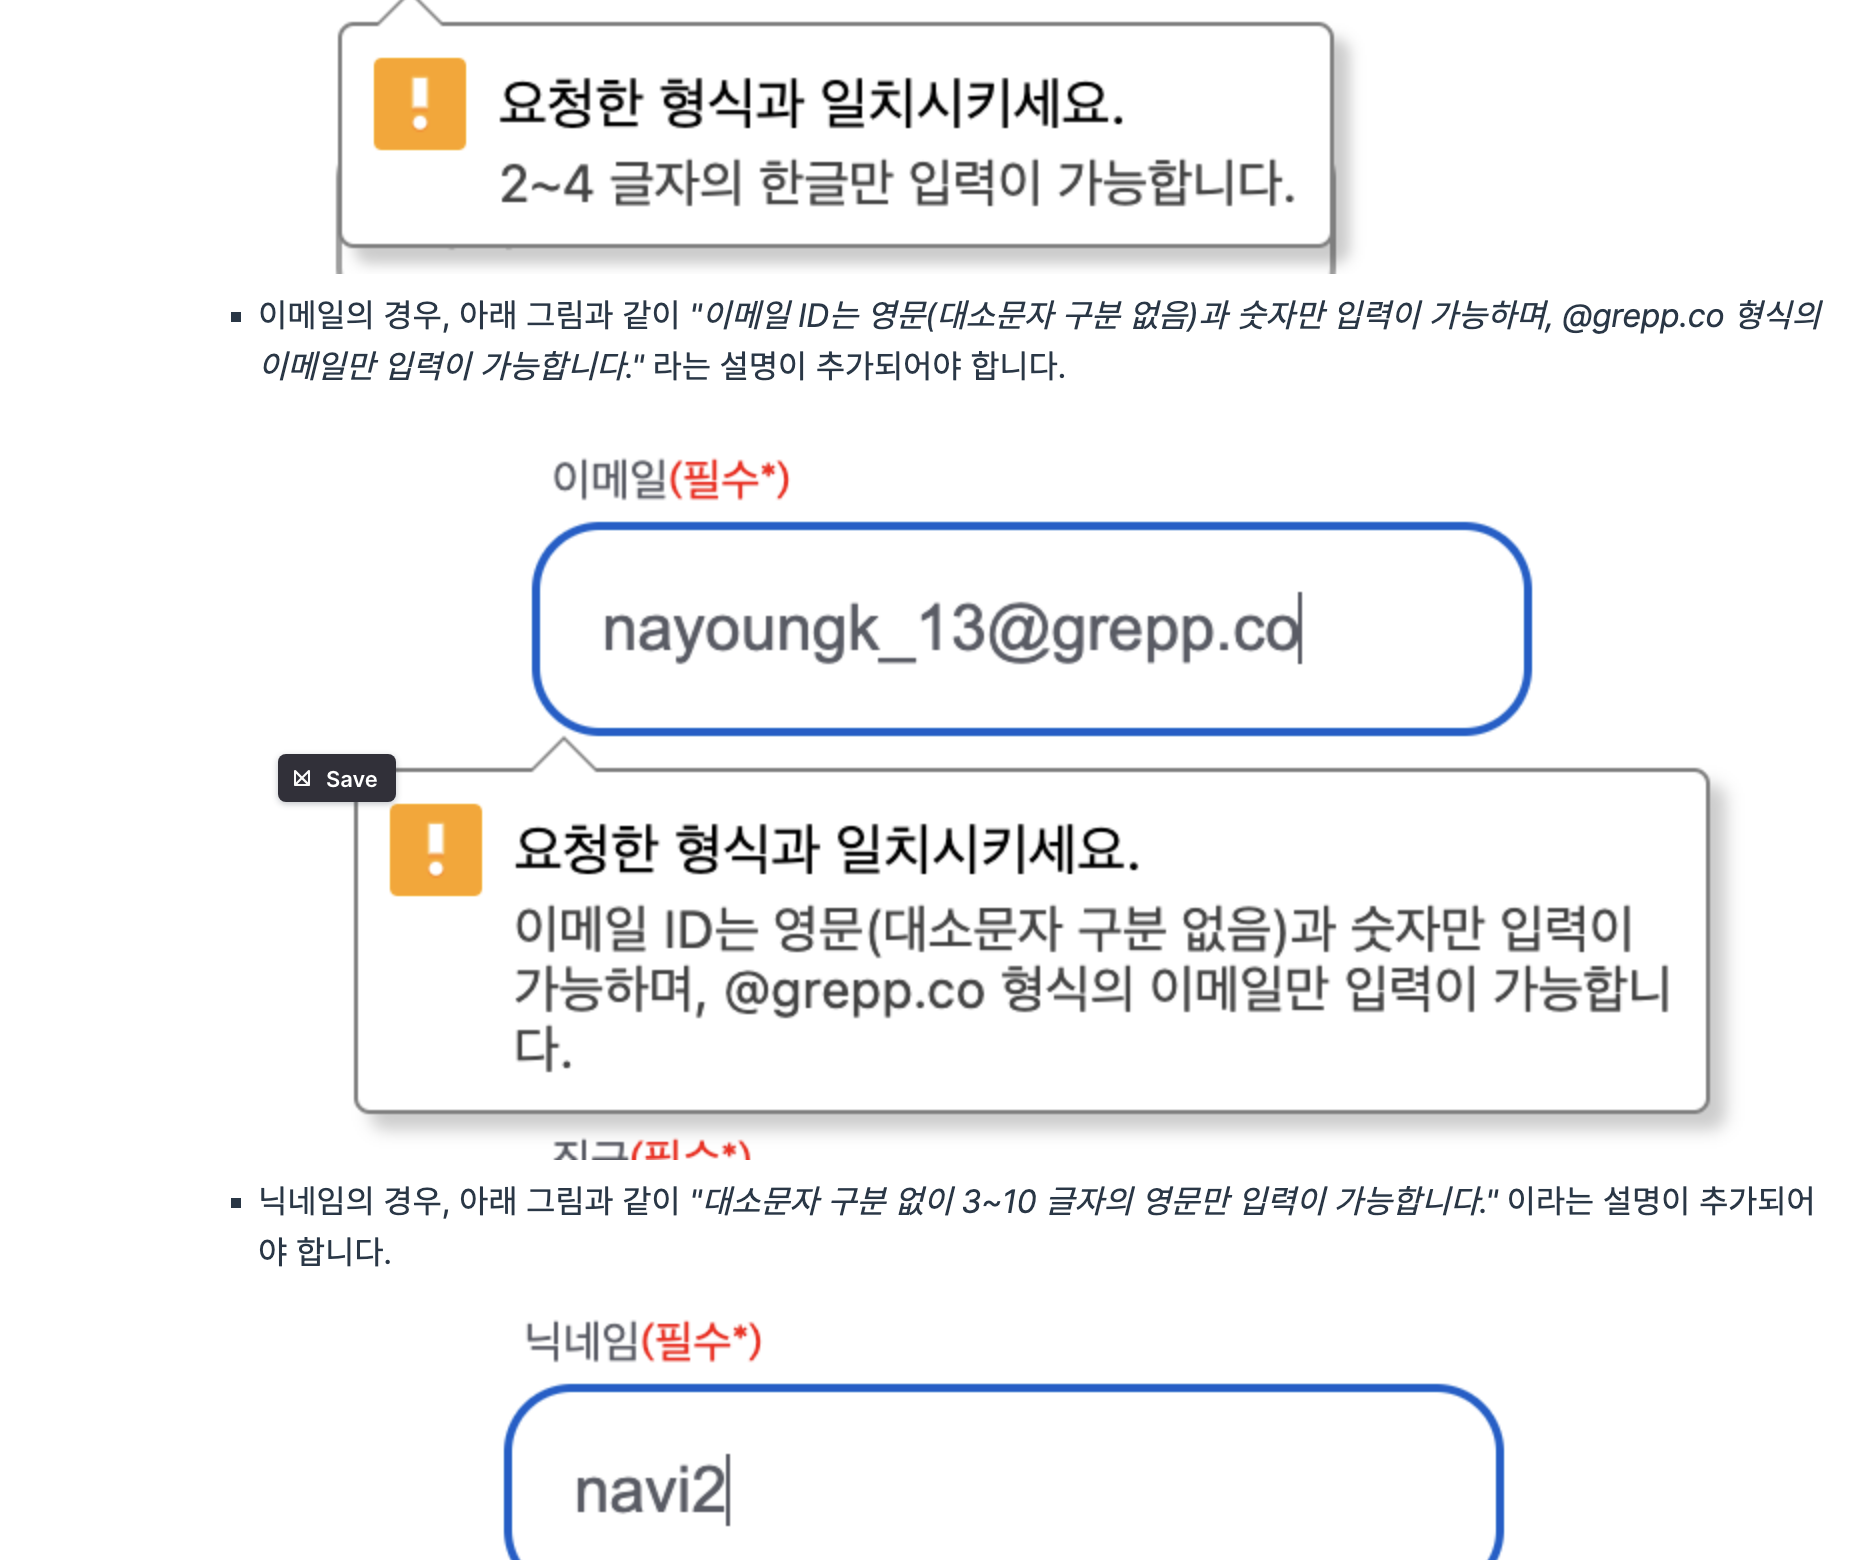 요청한 형식과 일치시키세요.
2~4 글자의 한글만 입력이 가능합니다.
이메일의 경우, 아래 그림과 같이 "이메일 ID는 영문(대소문자 구분 없음)과 숫자만 입력이 가능하며, @grepp.co 형식의
이메일만 입력이 가능합니다." 라는 설명이 추가되어야 합니다.
이메일(필수*)
nayoungk_13@grepp.co
Save
요청한 형식과 일치시키세요.
이메일 ID는 영문(대소문자 구분 없음)과 숫자만 입력이
가능하며, @grepp.co 형식의 이메일만 입력이 가능합니
다.
직군(필수*)
닉네임의 경우, 아래 그림과 같이 "대소문자 구분 없이 3~10 글자의 영문만 입력이 가능합니다." 이라는 설명이 추가되어
야 합니다.
닉네임(필수*)
navi2